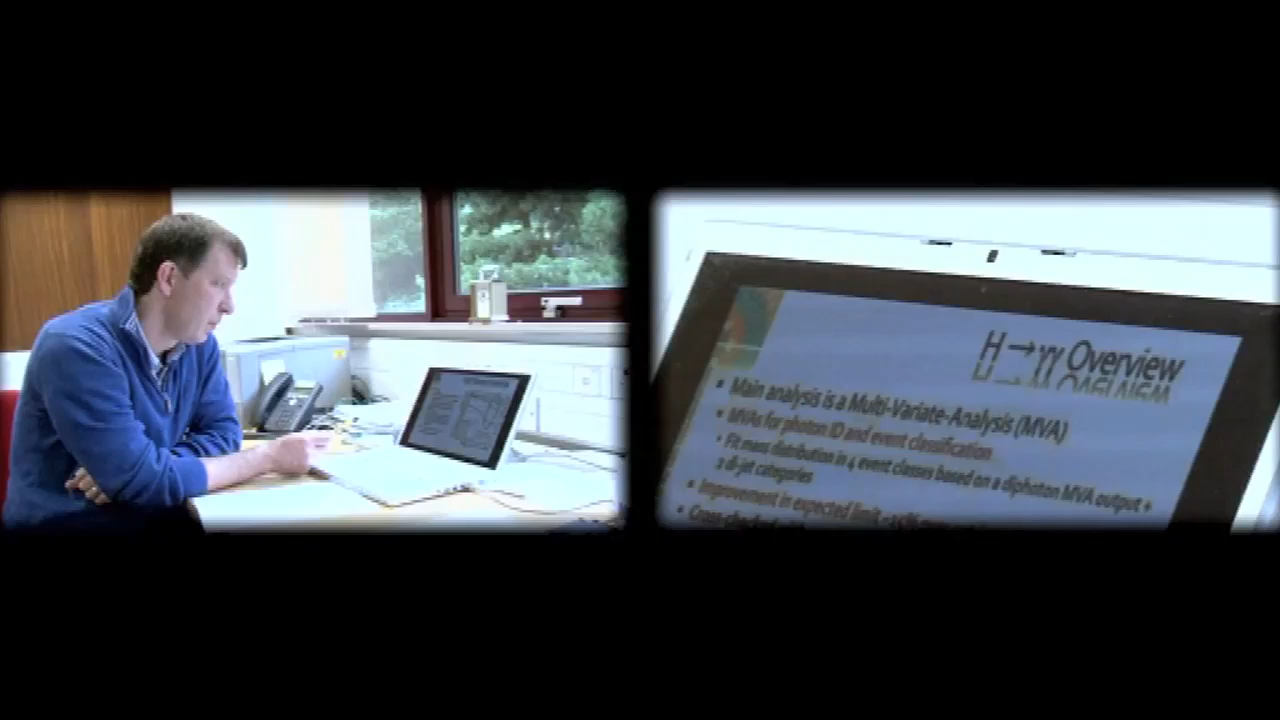 H →γγ Overview
Main analysis is a Multi-Variate-Analysis (MVA)
MVAs for photon ID and event classification
Fit mass distribution in 4 event classes based on a diphoton MVA output +
2 di-jet categories
Improvement in expected limit